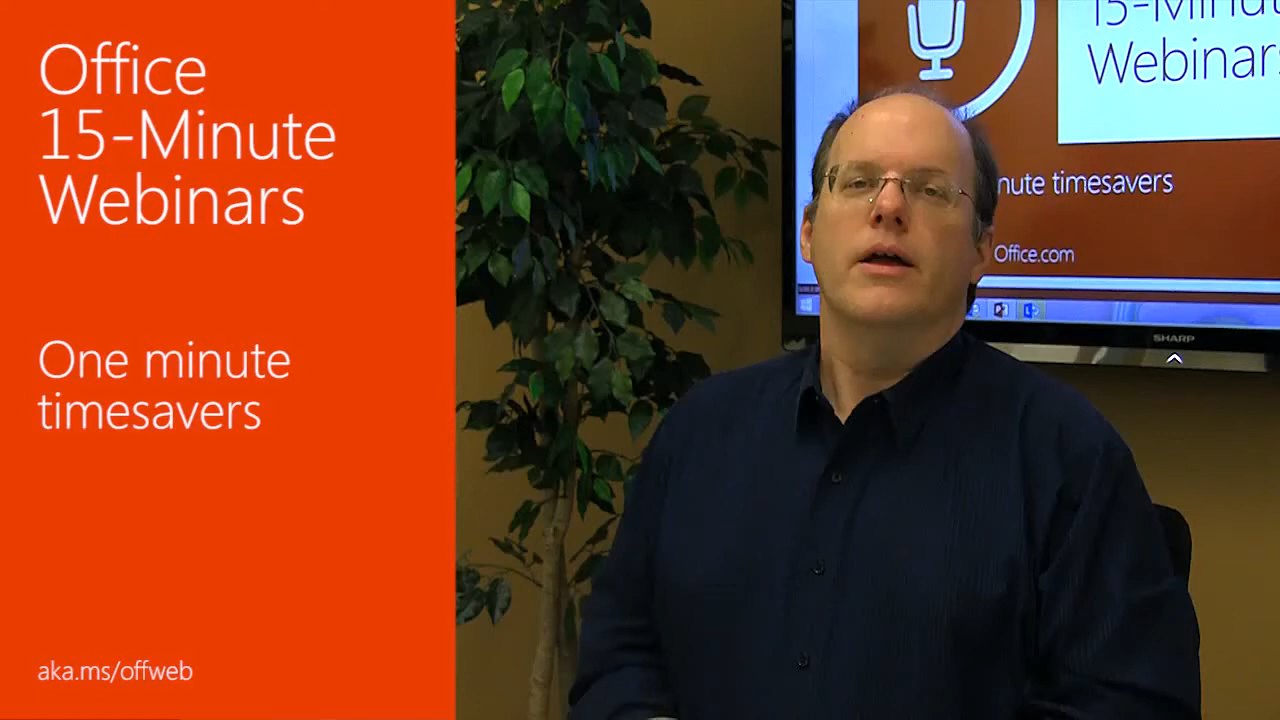 Office
15-Minute
Webinars
One minute
timesavers
aka.ms/offweb
15-Minut
Webinars
nute timesavers
Office.com
SHARP